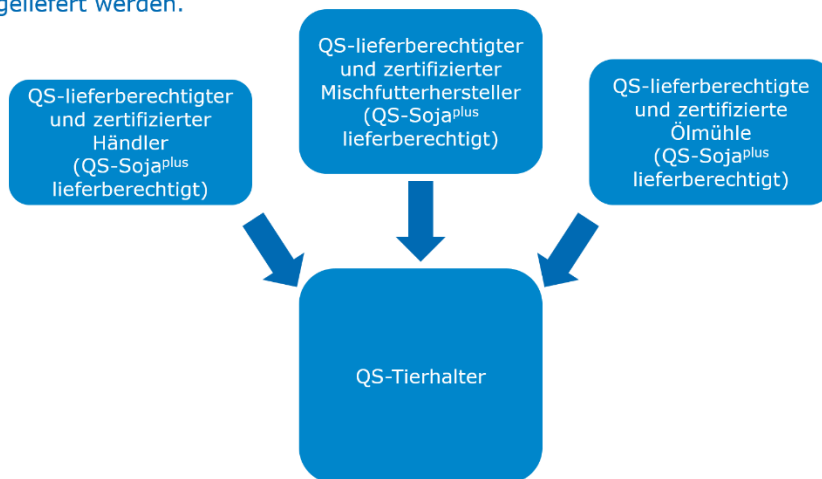 geliefert werden.
QS-lieferberechtigter
und zertifizierter
Händler
(QS-Sojaplus
lieferberechtigt)
QS-lieferberechtigter
und zertifizierter
Mischfutterhersteller
(QS-Sojaplus
lieferberechtigt)
QS-lieferberechtigte
und zertifizierte
Ölmühle
(QS-Sojaplus
lieferberechtigt)
QS-Tierhalter